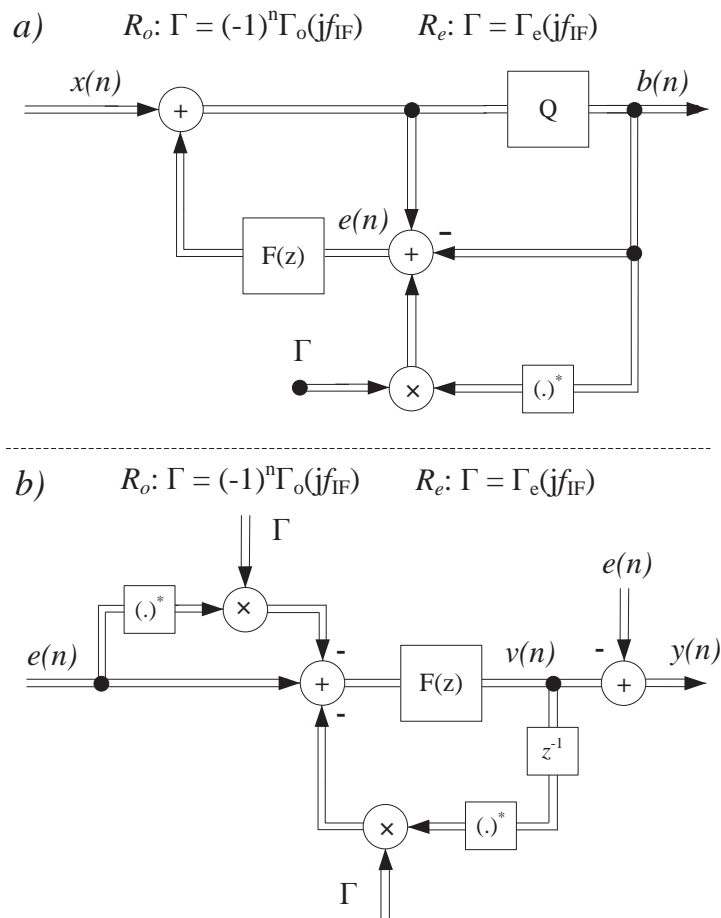 a) R_o: Γ = (-1)^n Γ_o(jf_IF) R_e: Γ = Γ_e(jf_IF)
x(n) b(n)
+ Q
e(n) -
F(z) +
Γ
× (.)^*
b) R_o: Γ = (-1)^n Γ_o(jf_IF) R_e: Γ = Γ_e(jf_IF)
Γ
e(n)
(.)^* ×
e(n) - v(n) - y(n)
+ F(z) +
-
z^-1
× (.)^*
Γ